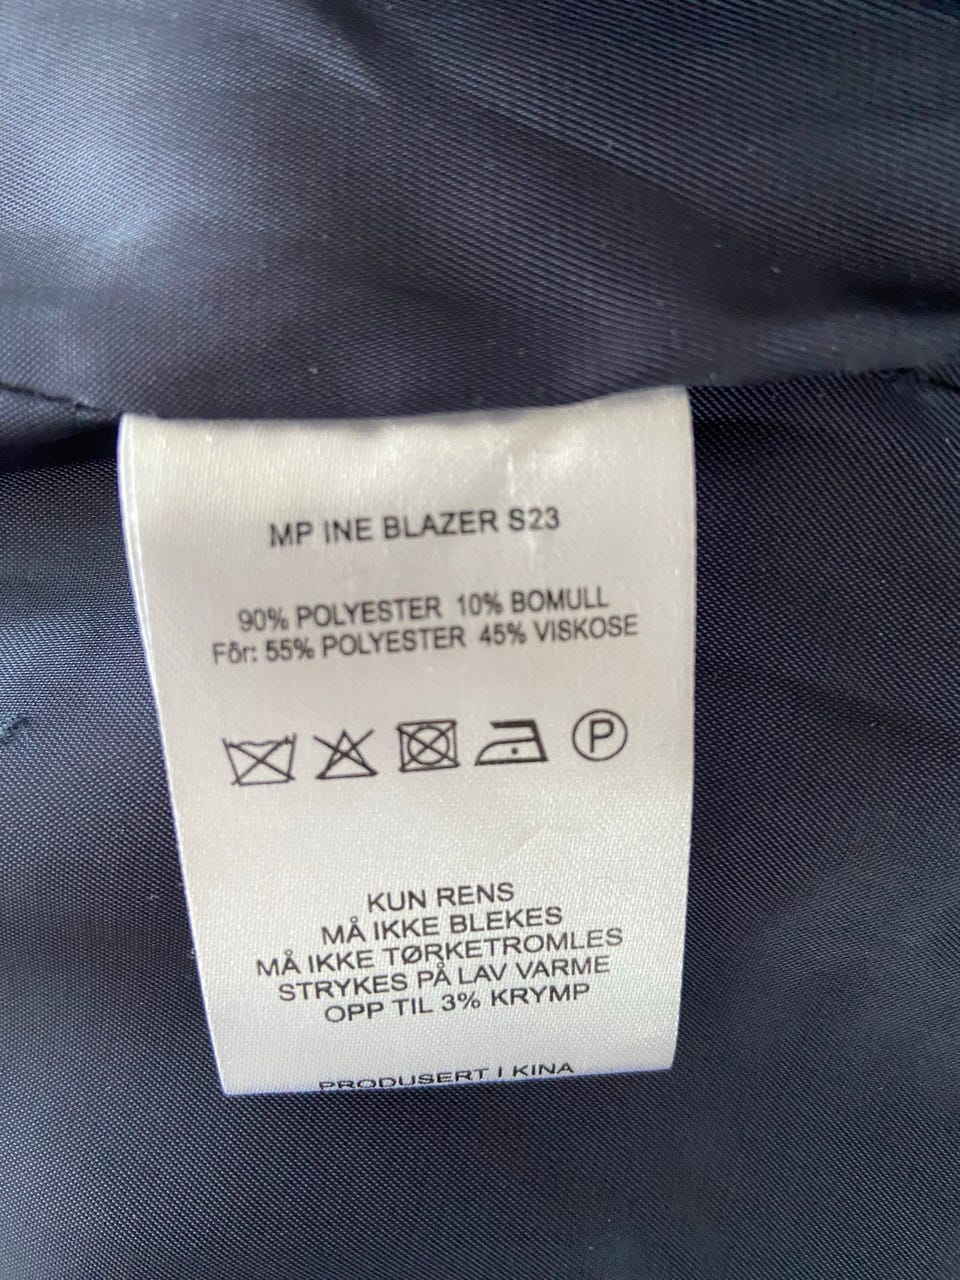 MP INE BLAZER S23
90% POLYESTER 10% BOMULL
Fôr: 55% POLYESTER 45% VISKOSE
P
KUN RENS
MÅ IKKE BLEKES
MÅ IKKE TØRKETROMLES
STRYKES PÅ LAV VARME
OPP TIL 3% KRYMP
PRODUSERT I KINA